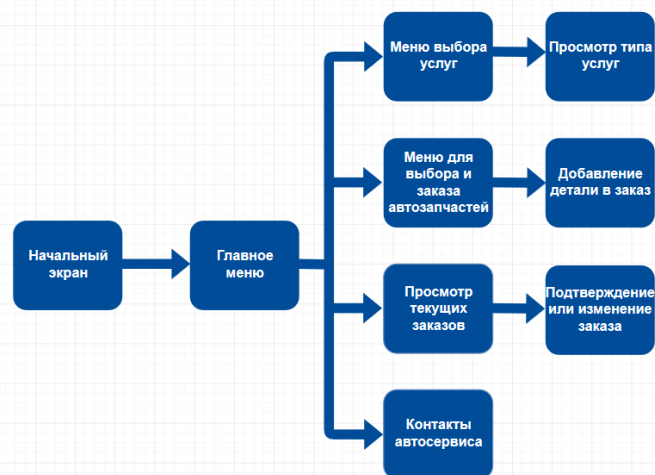 Меню выбора
услуг
Просмотр типа
услуг
Меню для
выбора и
заказа
автозапчастей
Добавление
детали в заказ
Начальный
экран
Главное
меню
Просмотр
текущих
заказов
Подтверждение
или изменение
заказа
Контакты
автосервиса